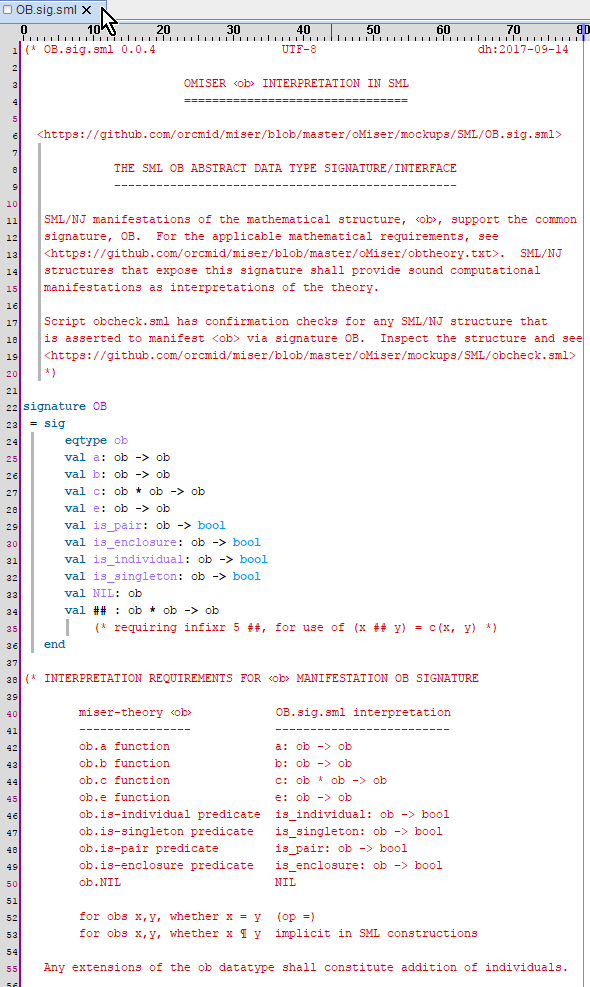 OB.sig.sml
0 10 20 30 40 50 60 70 80
1 (* OB.sig.sml 0.0.4 UTF-8 dh:2017-09-14
2
3 OMISER ‹ob› INTERPRETATION IN SML
4 ================================
5
6 <https://github.com/orcmid/miser/blob/master/oMiser/mockups/SML/OB.sig.sml>
7
8 THE SML OB ABSTRACT DATA TYPE SIGNATURE/INTERFACE
9 -------------------------------------------------
10
11 SML/NJ manifestations of the mathematical structure, ‹ob›, support the common
12 signature, OB.  For the applicable mathematical requirements, see
13 <https://github.com/orcmid/miser/blob/master/oMiser/obtheory.txt>.  SML/NJ
14 structures that expose this signature shall provide sound computational
15 manifestations as interpretations of the theory.
16
17 Script obcheck.sml has confirmation checks for any SML/NJ structure that
18 is asserted to manifest <ob> via signature OB.  Inspect the structure and see
19 <https://github.com/orcmid/miser/blob/master/oMiser/mockups/SML/obcheck.sml>
20 *)
21
22 signature OB
23 = sig
24 eqtype ob
25 val a: ob -> ob
26 val b: ob -> ob
27 val c: ob * ob -> ob
28 val e: ob -> ob
29 val is_pair: ob -> bool
30 val is_enclosure: ob -> bool
31 val is_individual: ob -> bool
32 val is_singleton: ob -> bool
33 val NIL: ob
34 val ## : ob * ob -> ob
35 (* requiring infixr 5 ##, for use of (x ## y) = c(x, y) *)
36 end
37
38 (* INTERPRETATION REQUIREMENTS FOR ‹ob› MANIFESTATION OB SIGNATURE
39
40 miser-theory ‹ob› OB.sig.sml interpretation
41 ---------------- -------------------------
42 ob.a function a: ob -> ob
43 ob.b function b: ob -> ob
44 ob.c function c: ob * ob -> ob
45 ob.e function e: ob -> ob
46 ob.is-individual predicate is_individual: ob -> bool
47 ob.is-singleton predicate is_singleton: ob -> bool
48 ob.is-pair predicate is_pair: ob -> bool
49 ob.is-enclosure predicate is_enclosure: ob -> bool
50 ob.NIL NIL
51
52 for obs x,y, whether x = y (op =)
53 for obs x,y, whether x ¶ y implicit in SML constructions
54
55 Any extensions of the ob datatype shall constitute addition of individuals.
56